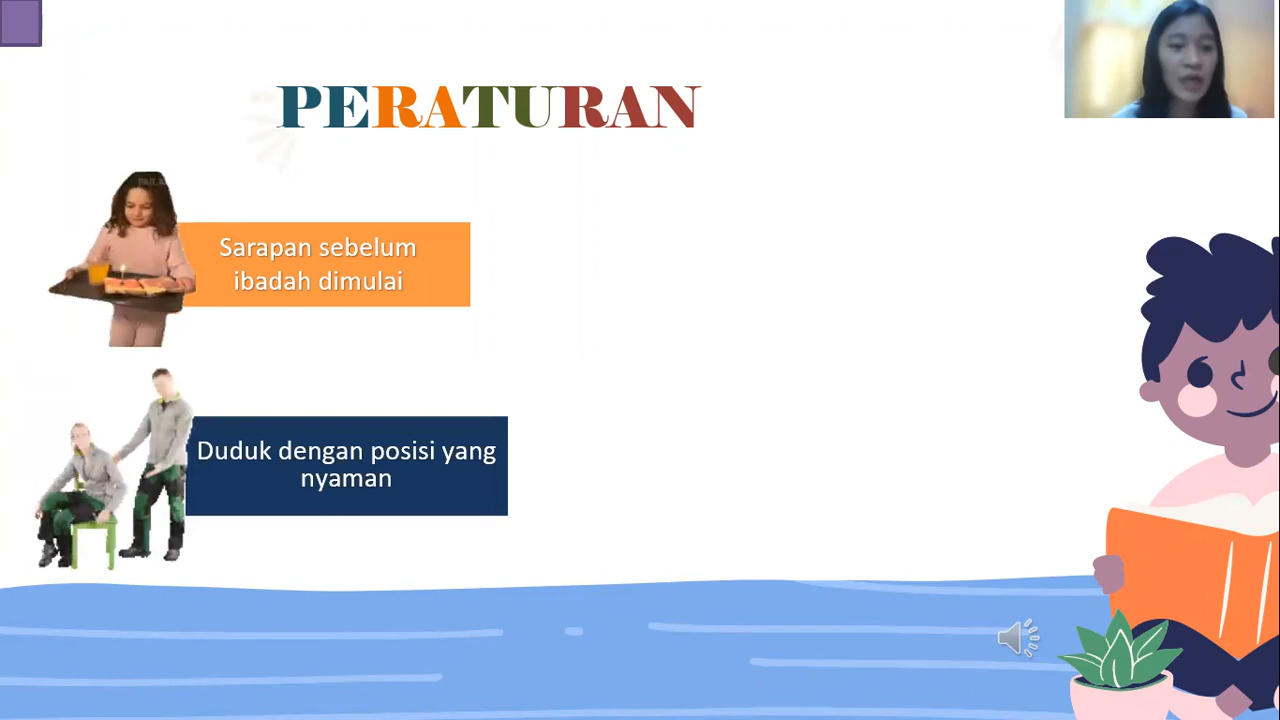 PERATURAN
Sarapan sebelum
ibadah dimulai
Duduk dengan posisi yang
nyaman